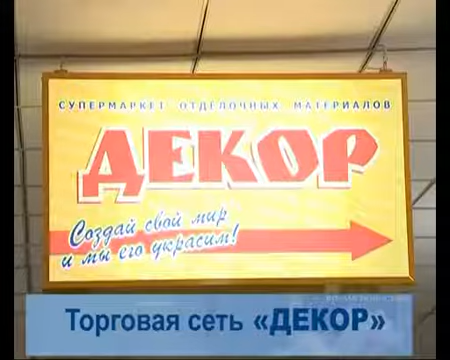 СУПЕРМАРКЕТ ОТДЕЛОЧНЫХ МАТЕРИАЛОВ
ДЕКОР
Создай свой мир
и мы его украсим!
Торговая сеть «ДЕКОР»